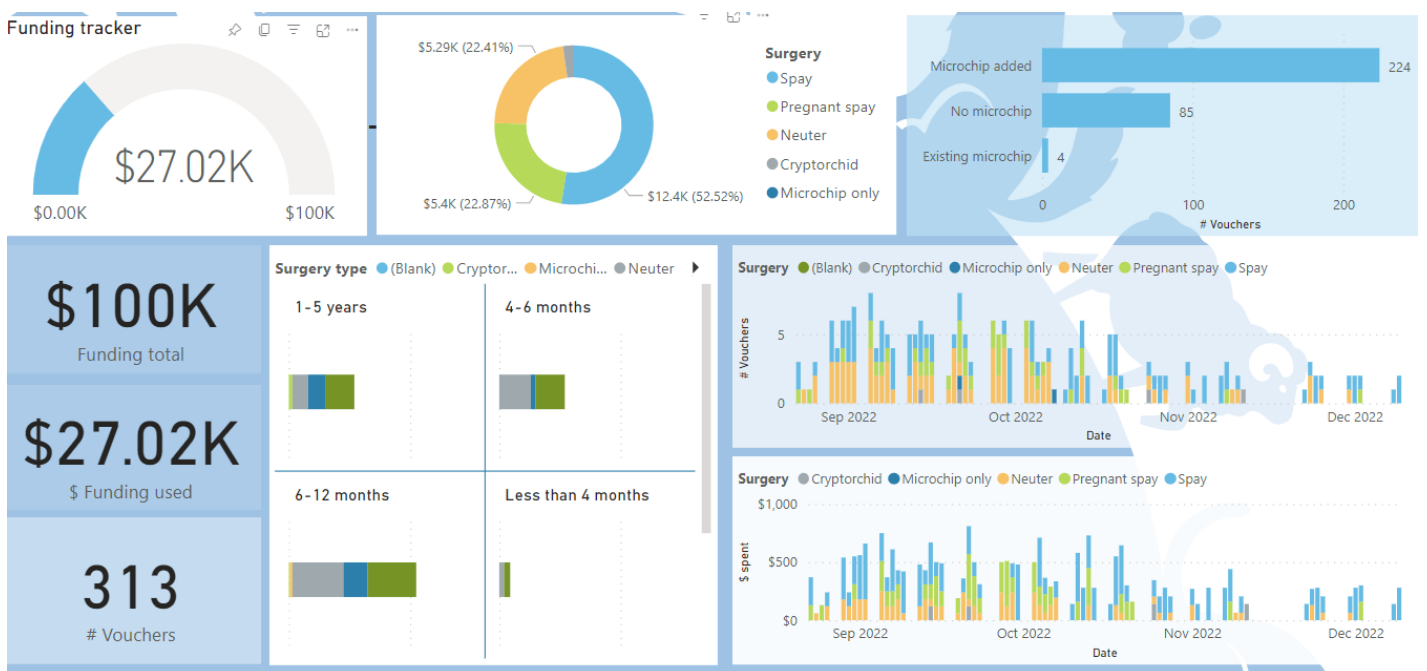 Funding tracker
$27.02K
$0.00K
$100K
$5.29K (22.41%)
$5.4K (22.87%)
$12.4K (52.52%)
Surgery
Spay
Pregnant spay
Neuter
Cryptorchid
Microchip only
Microchip added
224
No microchip
85
Existing microchip
4
0
100
200
# Vouchers
$100K
Funding total
$27.02K
$ Funding used
313
# Vouchers
Surgery type (Blank) Cryptor... Microchi... Neuter
1-5 years
4-6 months
6-12 months
Less than 4 months
Surgery (Blank) Cryptorchid Microchip only Neuter Pregnant spay Spay
# Vouchers
5
0
Sep 2022
Oct 2022
Nov 2022
Dec 2022
Date
Surgery Cryptorchid Microchip only Neuter Pregnant spay Spay
$ spent
$1,000
$500
$0
Sep 2022
Oct 2022
Nov 2022
Dec 2022
Date